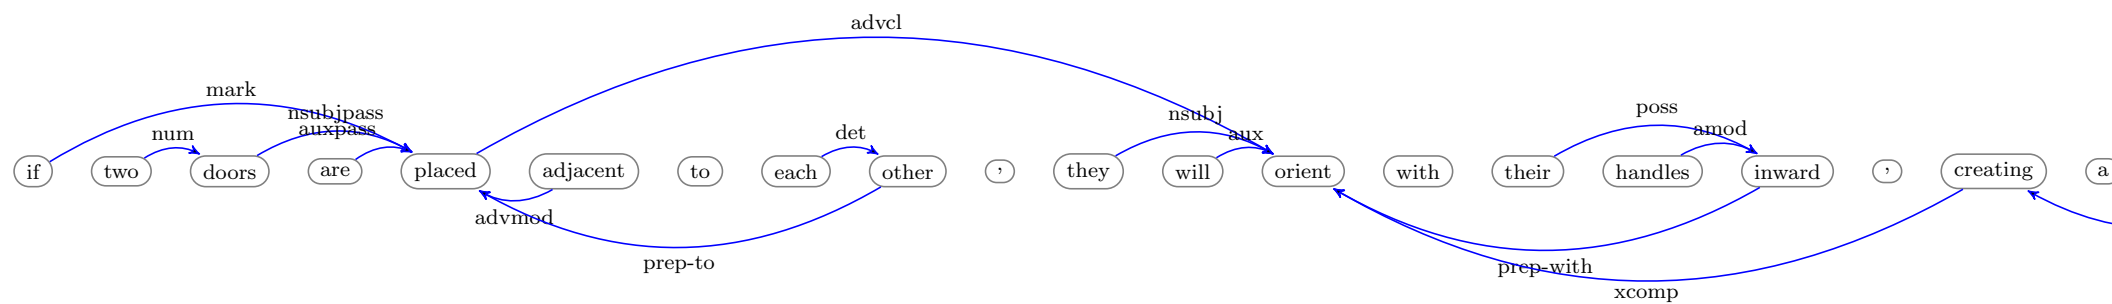 advcl
mark
nsubjpass
poss
nsubj
num
auxpass
det
aux
amod
if two doors are placed adjacent to each other , they will orient with their handles inward , creating a
advmod
prep-to
prep-with
xcomp